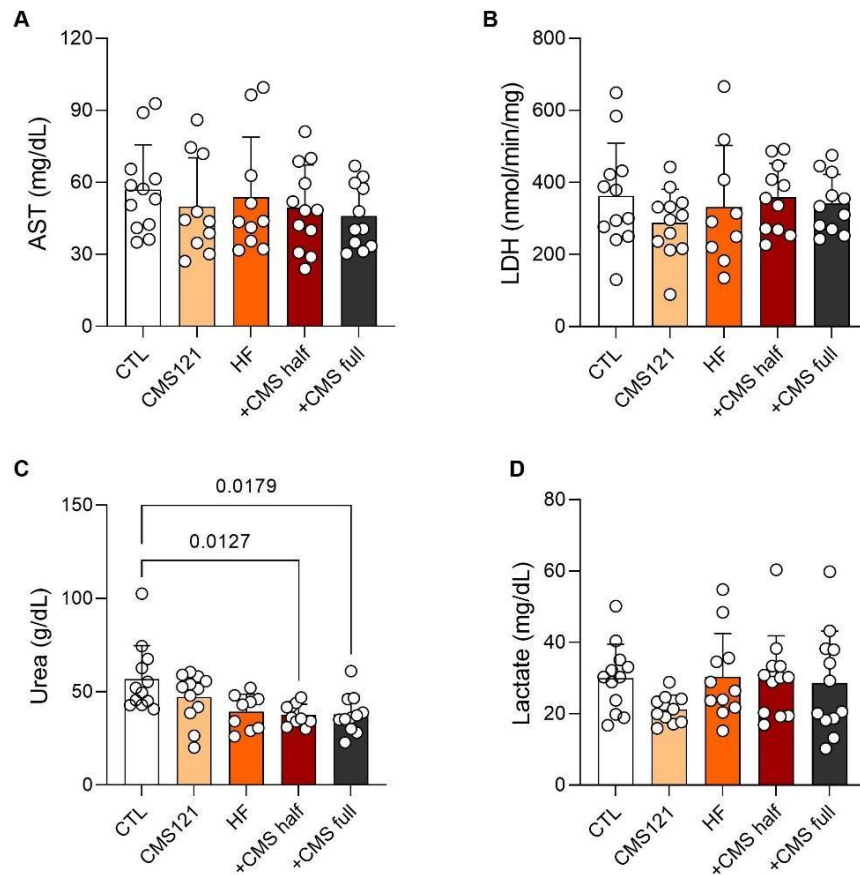 A
AST (mg/dL)
120
90
60
30
0
CTL
CMS121
HF
+CMS half
+CMS full
B
LDH (nmol/min/mg)
800
600
400
200
0
CTL
CMS121
HF
+CMS half
+CMS full
C
Urea (g/dL)
150
100
50
0
0.0179
0.0127
CTL
CMS121
HF
+CMS half
+CMS full
D
Lactate (mg/dL)
80
60
40
20
0
CTL
CMS121
HF
+CMS half
+CMS full